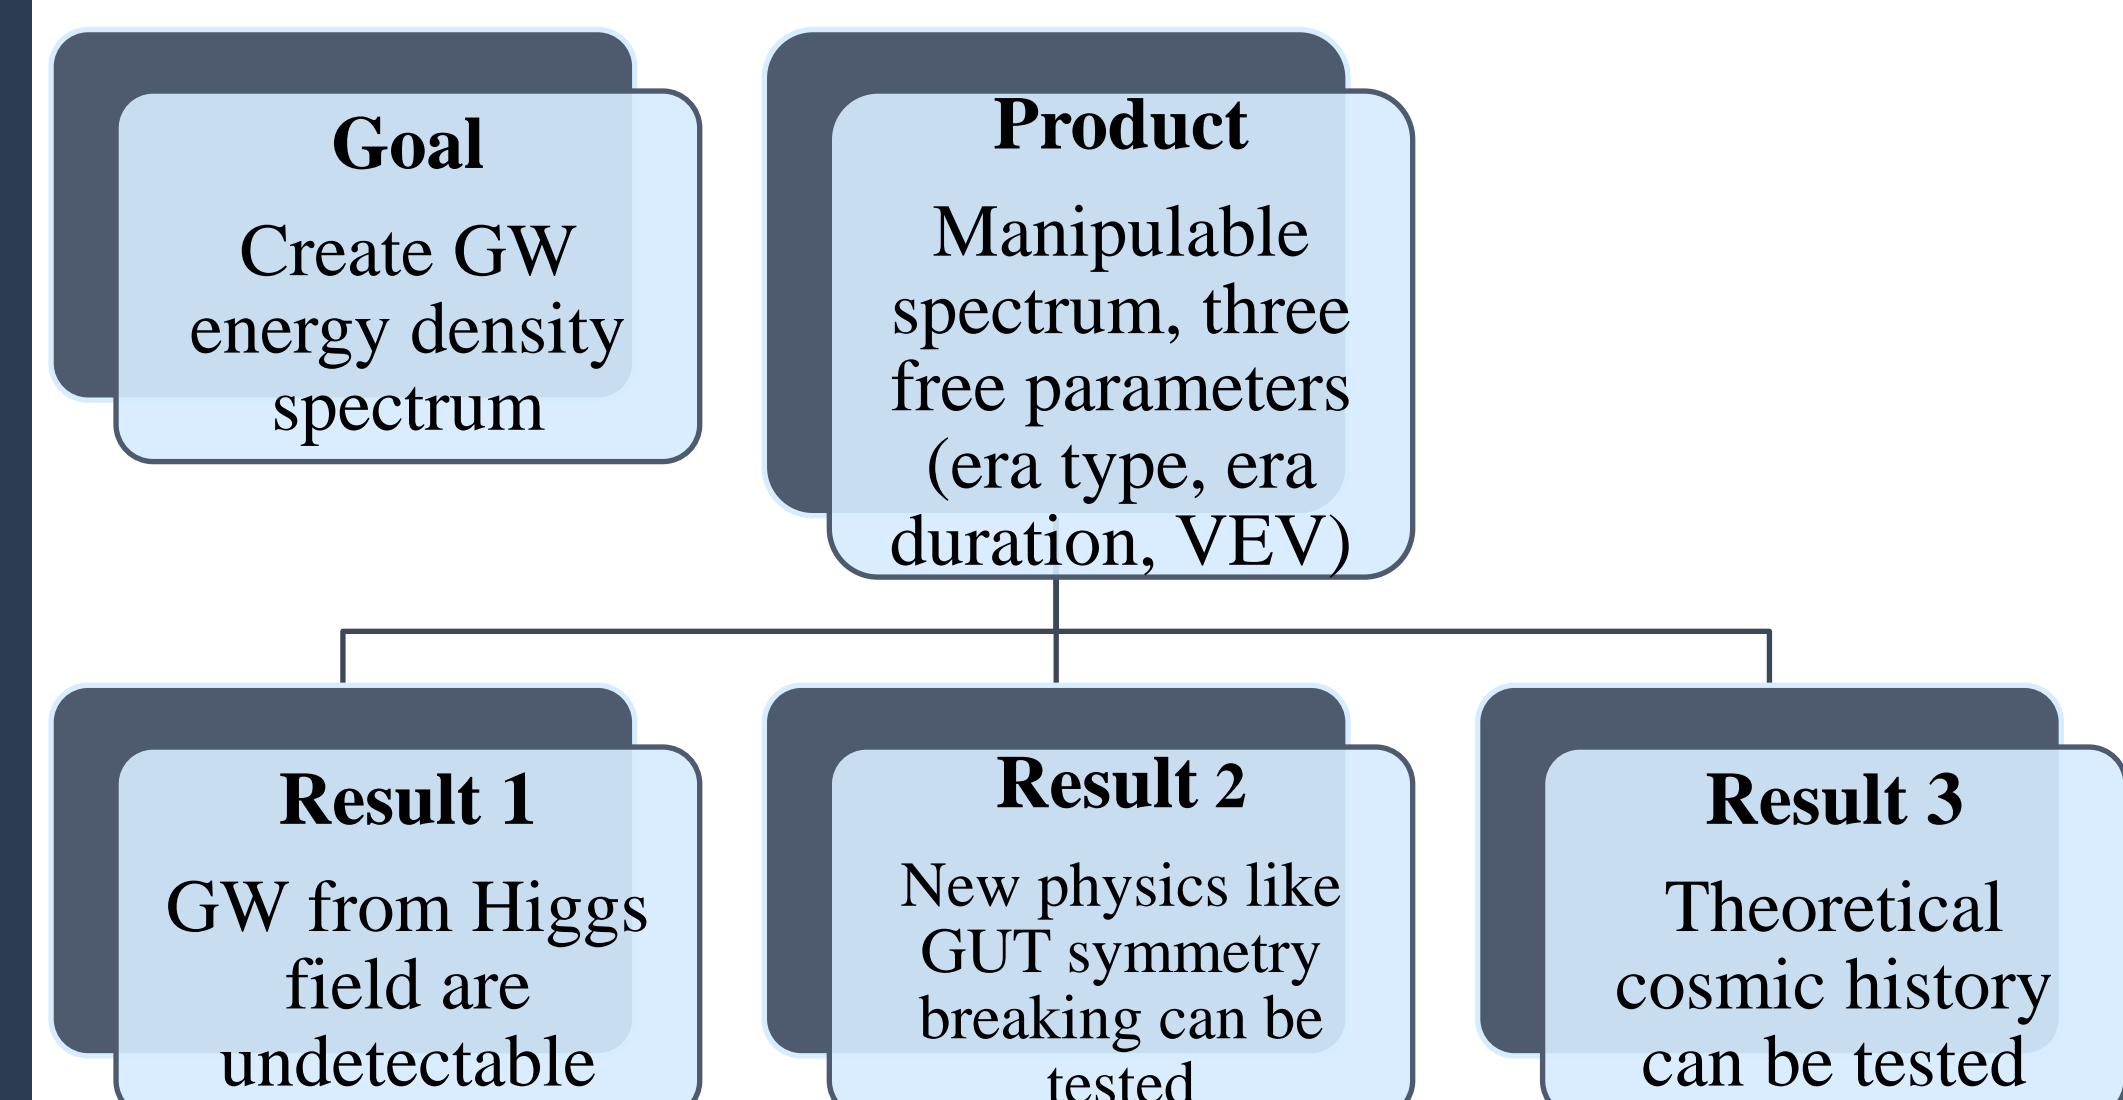 Goal
Create GW
energy density
spectrum
Product
Manipulable
spectrum, three
free parameters
(era type, era
duration, VEV)
Result 1
GW from Higgs
field are
undetectable
Result 2
New physics like
GUT symmetry
breaking can be
tested
Result 3
Theoretical
cosmic history
can be tested